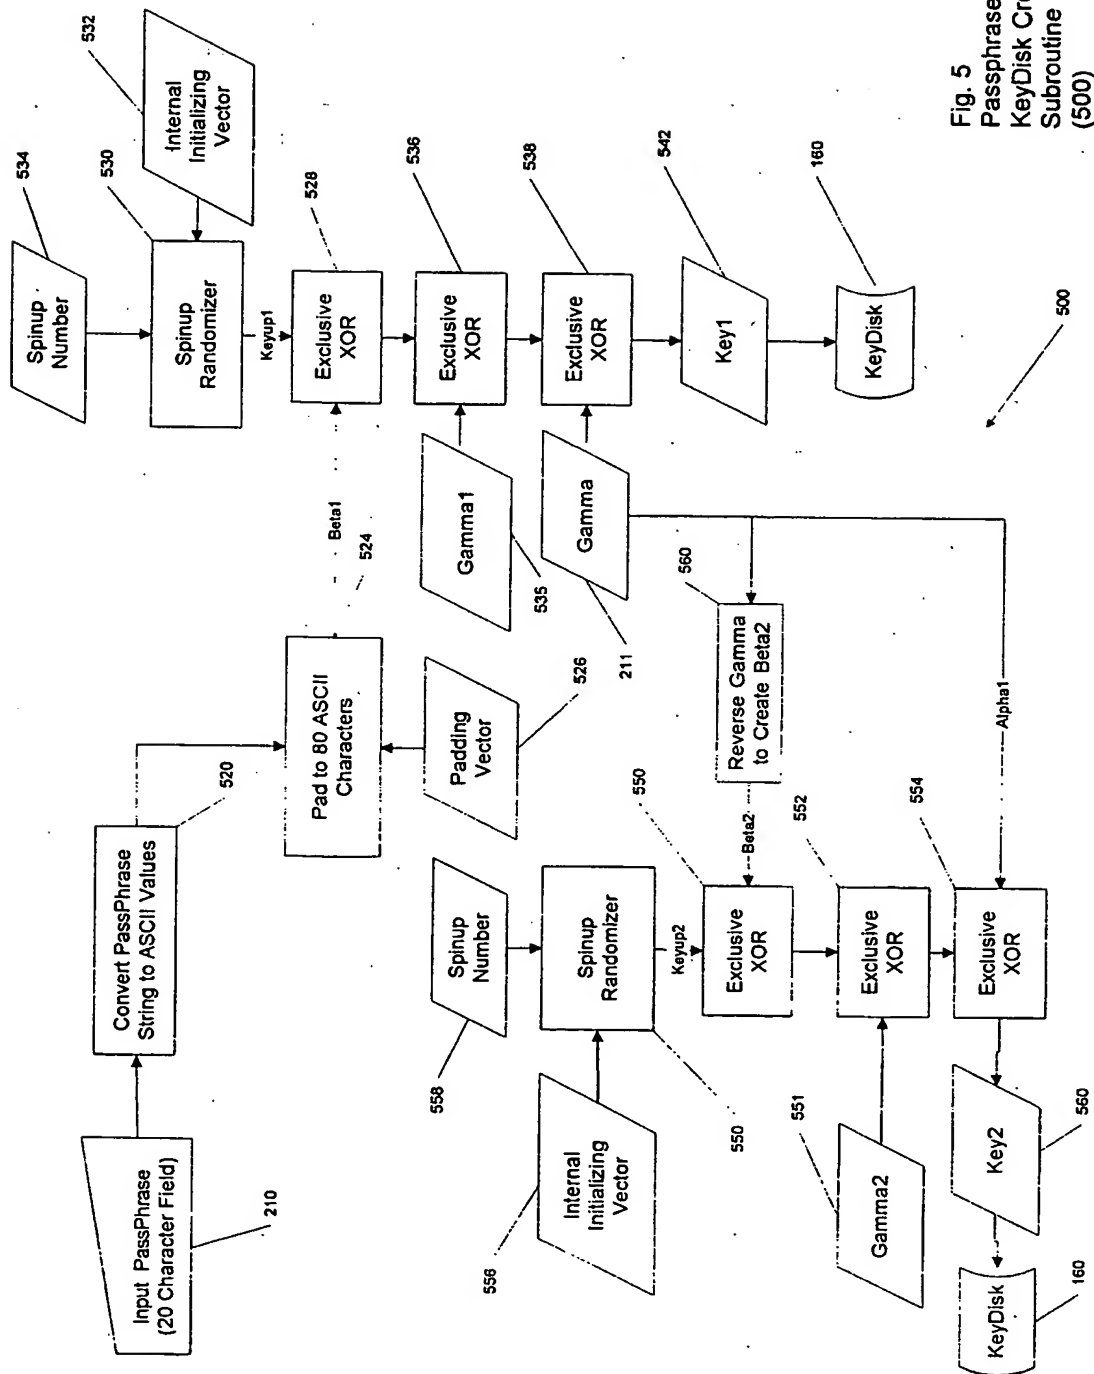 Input PassPhrase
(20 Character Field)
210
Convert PassPhrase
String to ASCII Values
520
Pad to 80 ASCII
Characters
524
Padding
Vector
526
Beta1
Spinup
Number
534
Spinup
Randomizer
530
Internal
Initializing
Vector
532
Keyup1
Exclusive
XOR
528
Exclusive
XOR
536
Gamma1
535
Exclusive
XOR
538
Gamma
211
Key1
542
KeyDisk
160
Reverse Gamma
to Create Beta2
560
Beta2
Alpha1
Spinup
Number
558
Internal
Initializing
Vector
556
Spinup
Randomizer
550
Keyup2
Exclusive
XOR
550
Exclusive
XOR
552
Gamma2
551
Exclusive
XOR
554
Key2
560
KeyDisk
160
500
Fig. 5
Passphrase
KeyDisk Cre
Subroutine
(500)